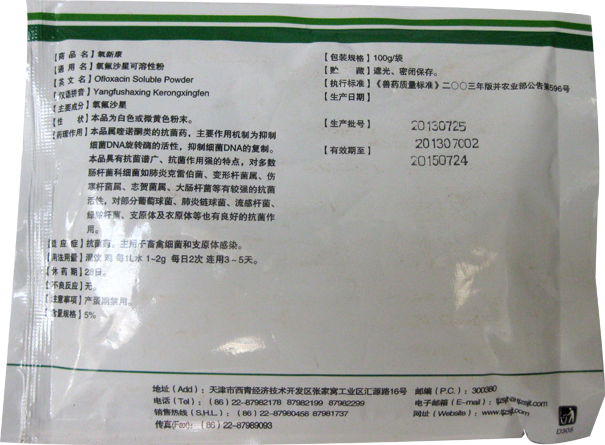 【商 品 名】氧新康
【通 用 名】氧氟沙星可溶性粉
【英 文 名】Ofloxacin Soluble Powder
【汉语拼音】Yangfushaxing Kerongxingfen
【主要成分】氧氟沙星
【性 状】本品为白色或微黄色粉末。
【药理作用】本品属喹诺酮类的抗菌药，主要作用机制为抑制
细菌DNA旋转酶的活性，抑制细菌DNA的复制。
本品具有抗菌谱广、抗菌作用强的特点，对多数
肠杆菌科细菌如肺炎克雷伯菌、变形杆菌属、伤
寒杆菌属、志贺菌属、大肠杆菌等有较强的抗菌
活性，对部分葡萄球菌、肺炎链球菌、流感杆菌、
绿脓杆菌、支原体及衣原体等也有良好的抗菌作
用。
【适 应 症】抗菌药。主用于畜禽细菌和支原体感染。
【用法用量】混饮 每1L水 1~2g 每日2次 连用3~5天。
【休 药 期】28日。
【不良反应】无。
【注意事项】产蛋期禁用。
【含量规格】5%
【包装规格】100g/袋
【贮 藏】遮光、密闭保存。
【执行标准】《兽药质量标准》二〇〇三年版并农业部公告第596号
【生产日期】
【生产批号】 20130725
201307002
【有效期至】 20150724
地址（Add）：天津市西青经济技术开发区张家窝工业区汇源路16号 邮编（P.C.）：300380
电话（Tel）：（86）22-87982178 87982199 87982299 电子邮箱（E-mail）：
销售热线（S.H.L.）：（86）22-87980458 87981737 网址（Website）：
传真(Fax)：（86）22-87989093
D305